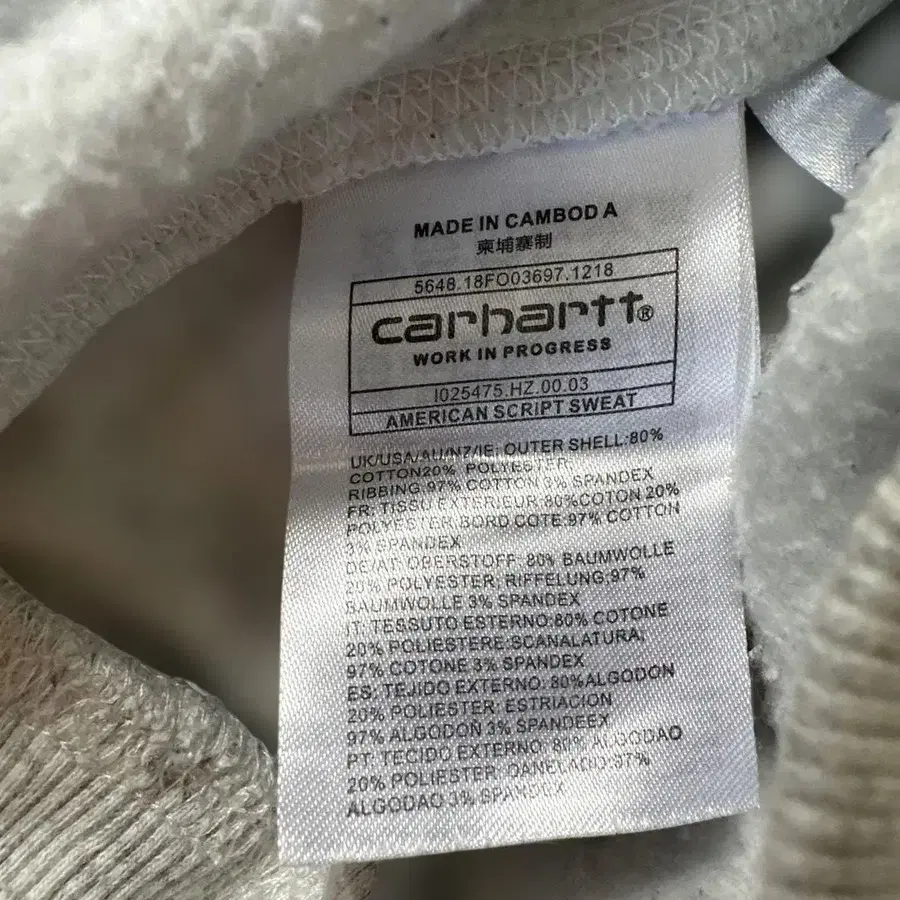 MADE IN CAMBOD A
柬埔寨制
5648.18FO03697.1218
carhartt®
WORK IN PROGRESS
I025475.HZ.00.03
AMERICAN SCRIPT SWEAT
UK/USA/AU/NZ/IE: OUTER SHELL:80%
COTTON20% POLYESTER;
RIBBING:97% COTTON 3% SPANDEX
FR: TISSU EXTERIEUR:80%COTON 20%
POLYESTER:BORD COTE:97% COTTON
3% SPANDEX
DE/AT: OBERSTOFF: 80% BAUMWOLLE
20% POLYESTER; RIFFELUNG:97%
BAUMWOLLE 3% SPANDEX
IT: TESSUTO ESTERNO:80% COTONE
20% POLIESTERE:SCANALATURA;
97% COTONE 3% SPANDEX
ES: TEJIDO EXTERNO: 80%ALGODON
20% POLIESTER: ESTRIACION
97% ALGODÓN 3% SPANDEEX
PT: TECIDO EXTERNO: 80% ALGODAO
20% POLIESTER: CANELADO:97%
ALGODAO 3% SPANDEX